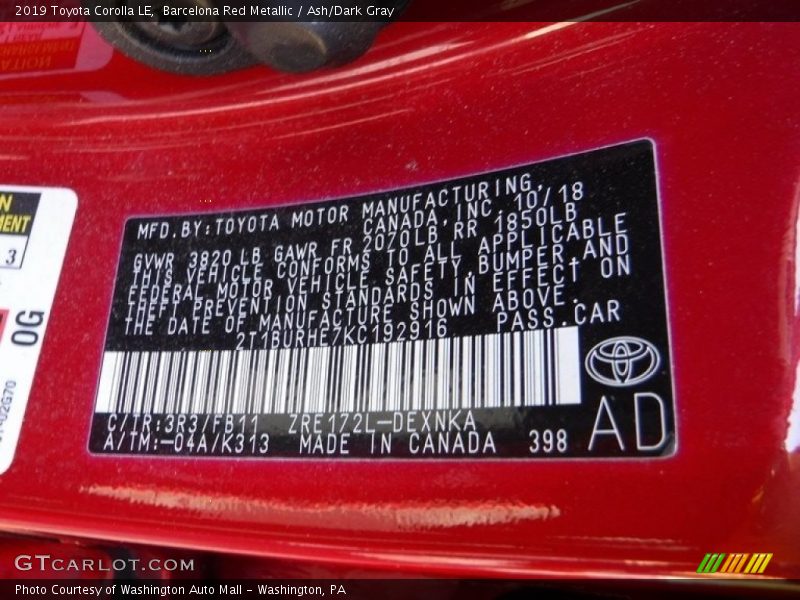 2019 Toyota Corolla LE, Barcelona Red Metallic / Ash/Dark Gray
MFD.BY:TOYOTA MOTOR MANUFACTURING,
CANADA,INC. 10/18
GVWR 3820 LB GAWR FR 2020LB,RR 1850LB
THIS VEHICLE CONFORMS TO ALL APPLICABLE
FEDERAL MOTOR VEHICLE SAFETY,BUMPER,AND
THEFT PREVENTION STANDARDS IN EFFECT ON
THE DATE OF MANUFACTURE SHOWN ABOVE.
2T1BURHE7KC192916 PASS.CAR
C/TR:3R3/FB11 ZRE172L-DEXNKA
A/TM:-04A/K313 MADE IN CANADA 398
AD
3
0G
GTCARLOT.COM
Photo Courtesy of Washington Auto Mall - Washington, PA